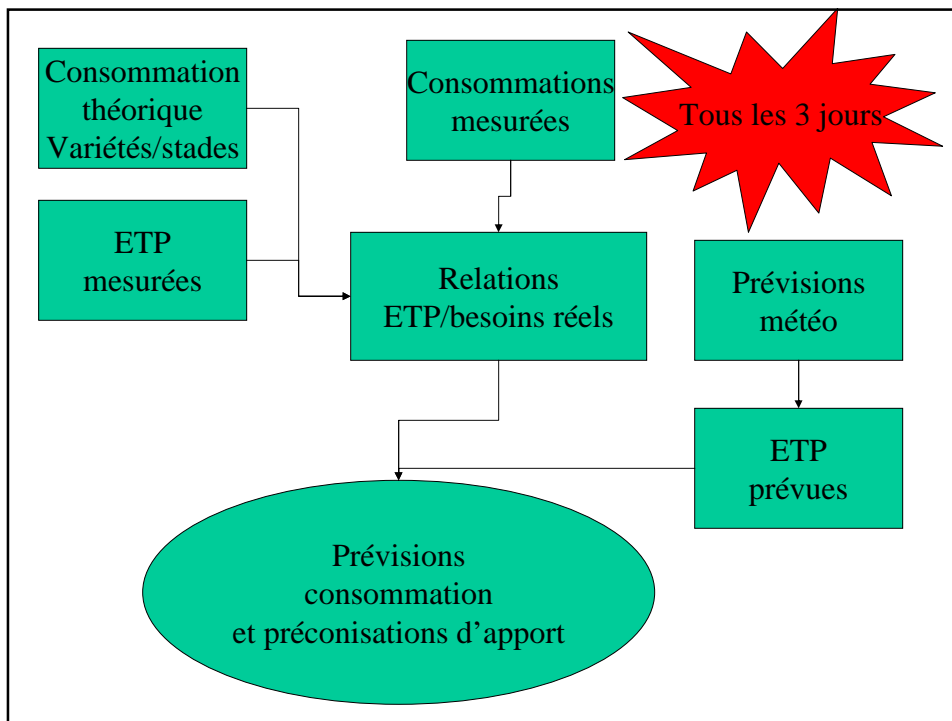 Consommation
théorique
Variétés/stades
Consommations
mesurées
Tous les 3 jours
ETP
mesurées
Relations
ETP/besoins réels
Prévisions
météo
ETP
prévues
Prévisions
consommation
et préconisations d'apport